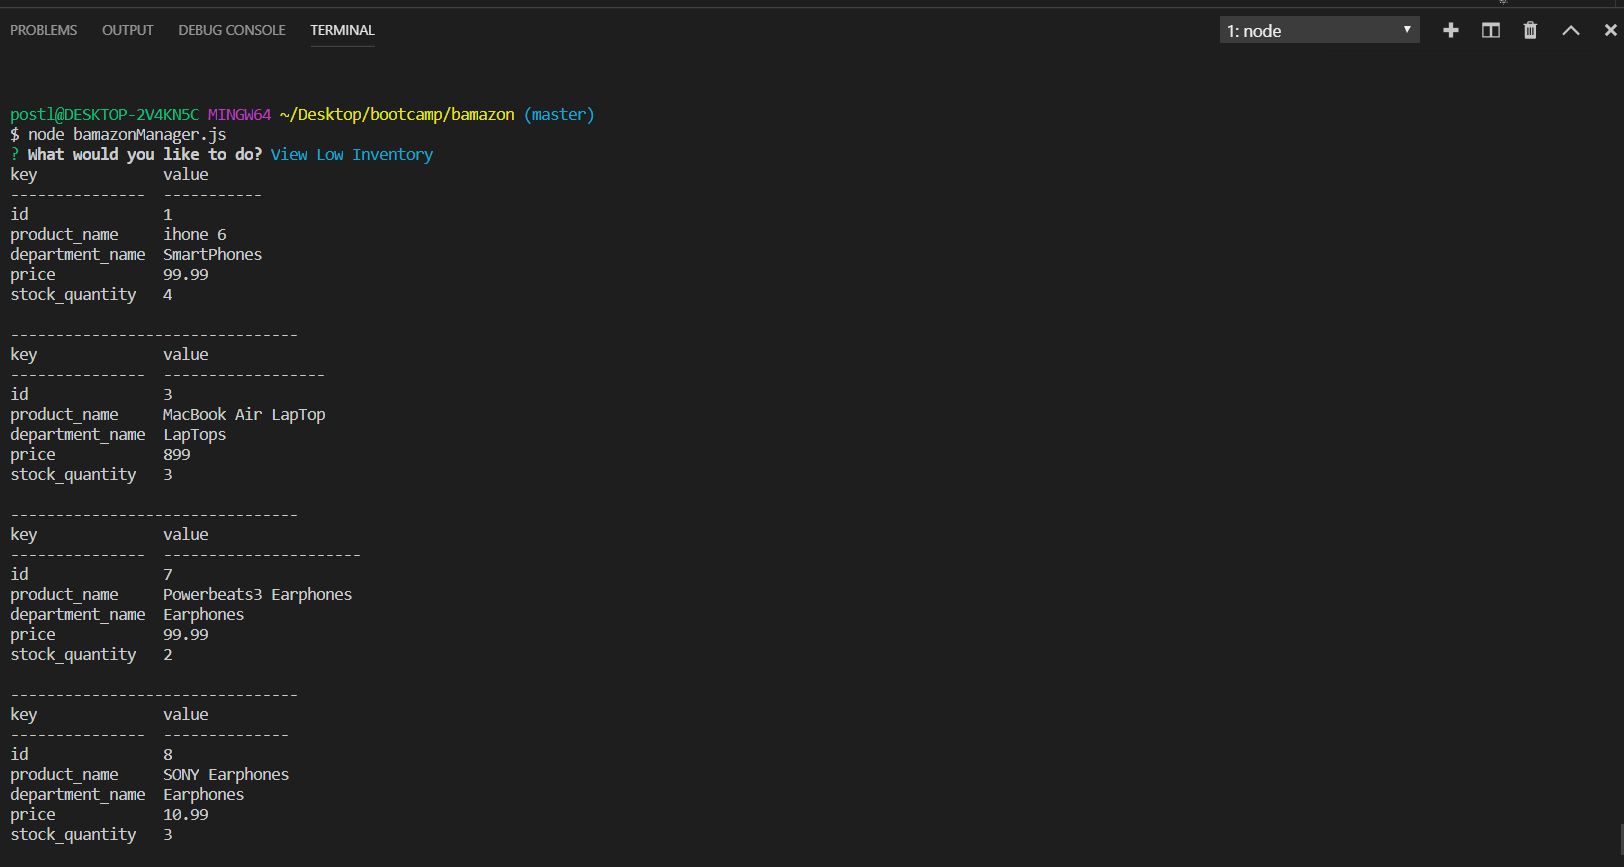 PROBLEMS OUTPUT DEBUG CONSOLE TERMINAL 1: node
postl@DESKTOP-2V4KN5C MINGW64 ~/Desktop/bootcamp/bamazon (master)
$ node bamazonManager.js
? What would you like to do? View Low Inventory
key              value
---------------  -----------
id               1
product_name     ihone 6
department_name  SmartPhones
price            99.99
stock_quantity   4
--------------------------------
key              value
---------------  ------------------
id               3
product_name     MacBook Air LapTop
department_name  LapTops
price            899
stock_quantity   3
--------------------------------
key              value
---------------  ----------------------
id               7
product_name     Powerbeats3 Earphones
department_name  Earphones
price            99.99
stock_quantity   2
--------------------------------
key              value
---------------  --------------
id               8
product_name     SONY Earphones
department_name  Earphones
price            10.99
stock_quantity   3